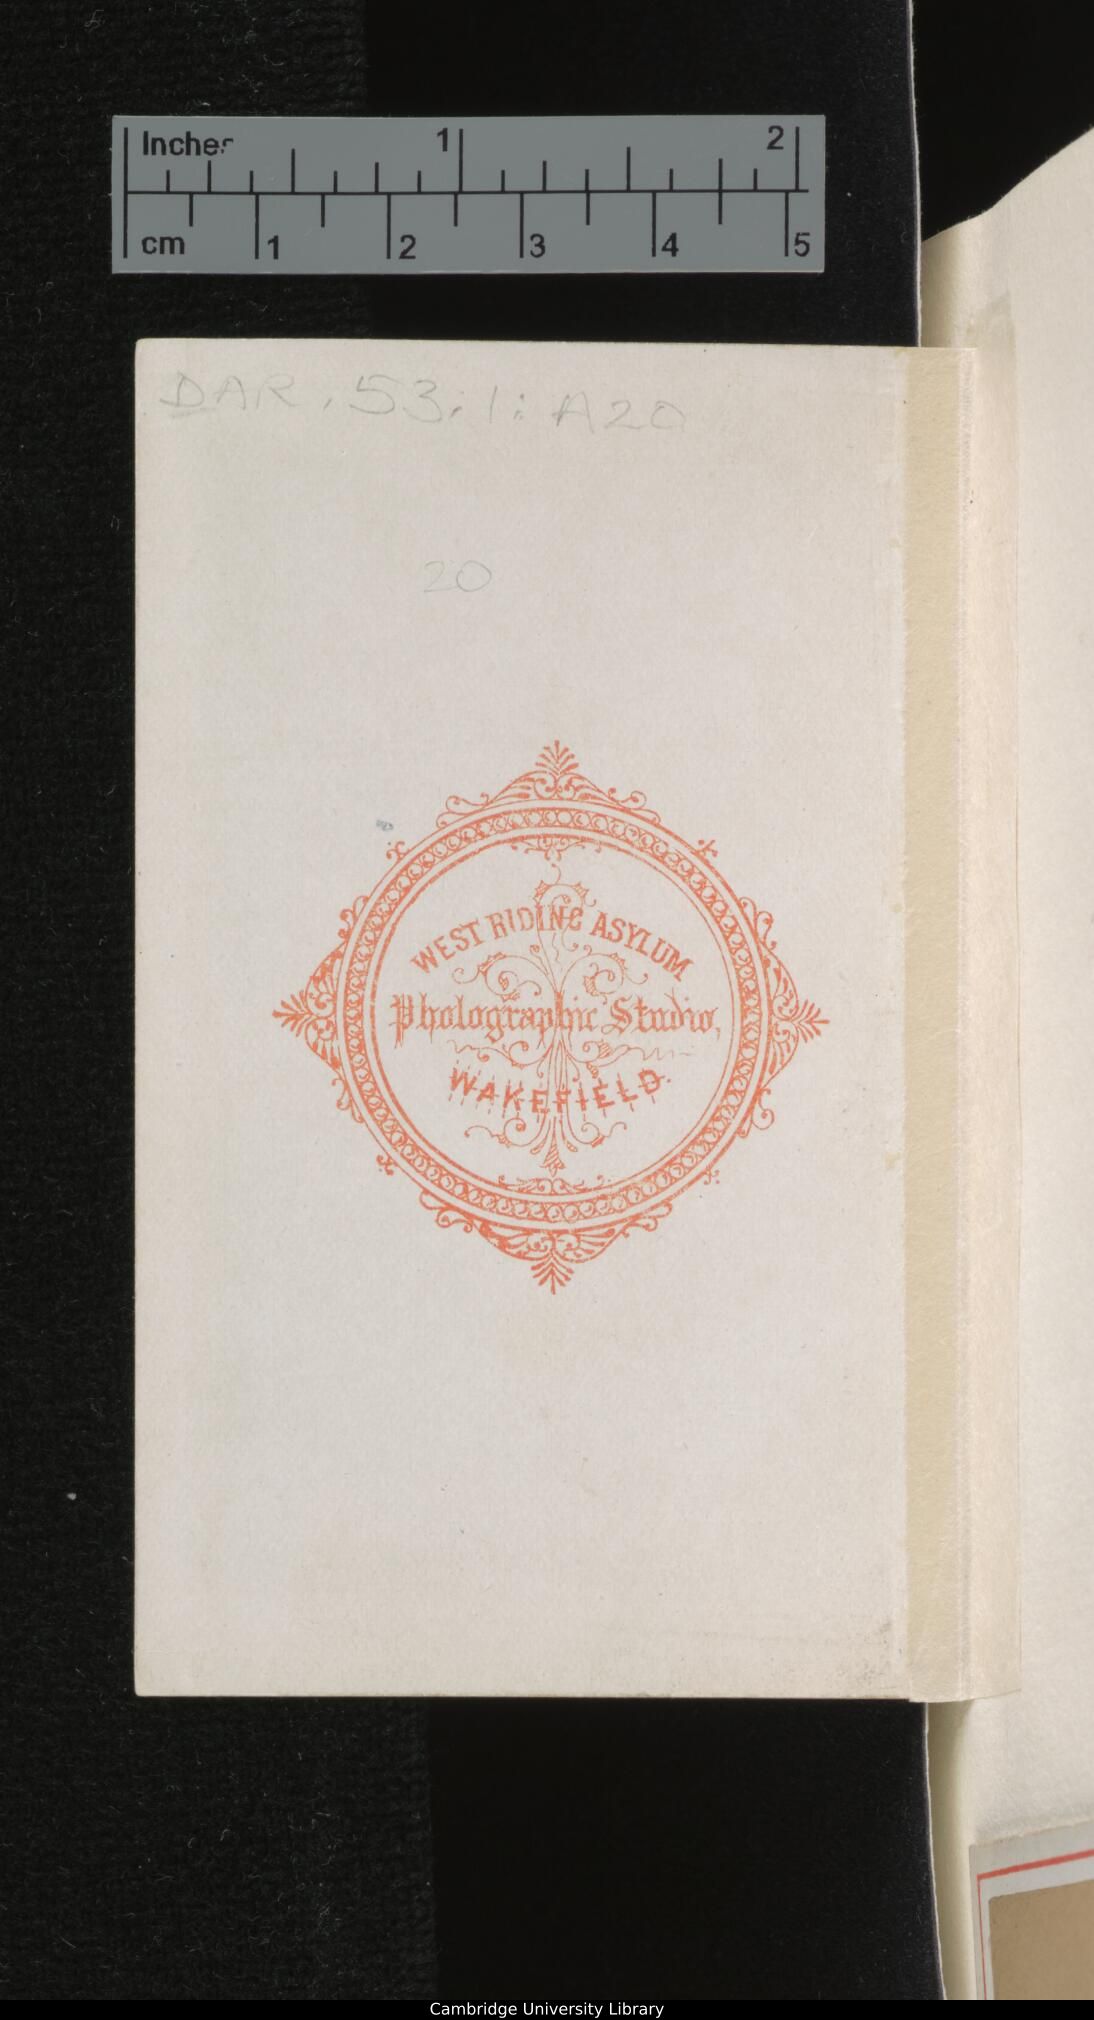 Inches 1 2
cm 1 2 3 4 5
DAR. 53.1: A20
20
WEST RIDING ASYLUM
Photographic Studio,
WAKEFIELD.
Cambridge University Library